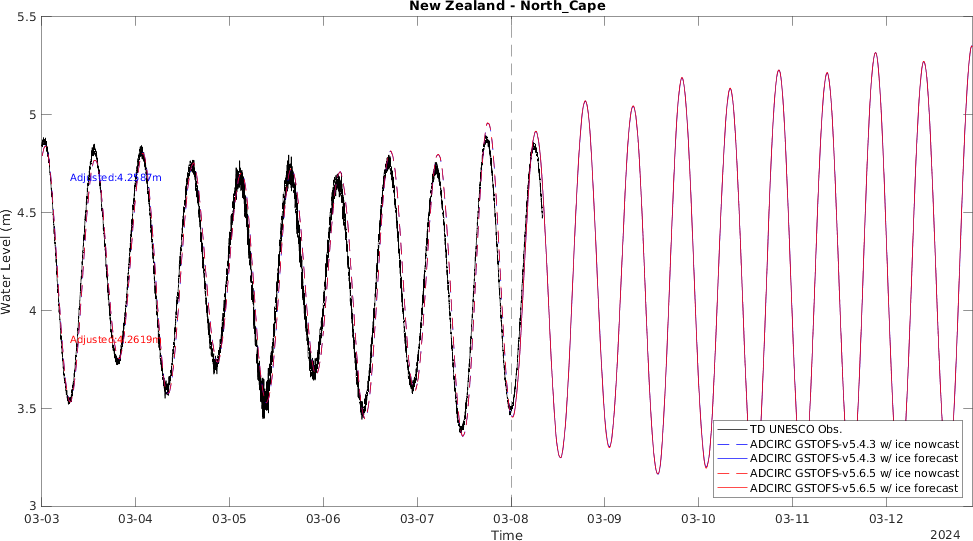 New Zealand - North_Cape
5.5
5
4.5
4
3.5
3
Water Level (m)
Adjusted:4.2587m
Adjusted:4.2619m
TD UNESCO Obs.
ADCIRC GSTOFS-v5.4.3 w/ ice nowcast
ADCIRC GSTOFS-v5.4.3 w/ ice forecast
ADCIRC GSTOFS-v5.6.5 w/ ice nowcast
ADCIRC GSTOFS-v5.6.5 w/ ice forecast
03-03 03-04 03-05 03-06 03-07 03-08 03-09 03-10 03-11 03-12
Time
2024